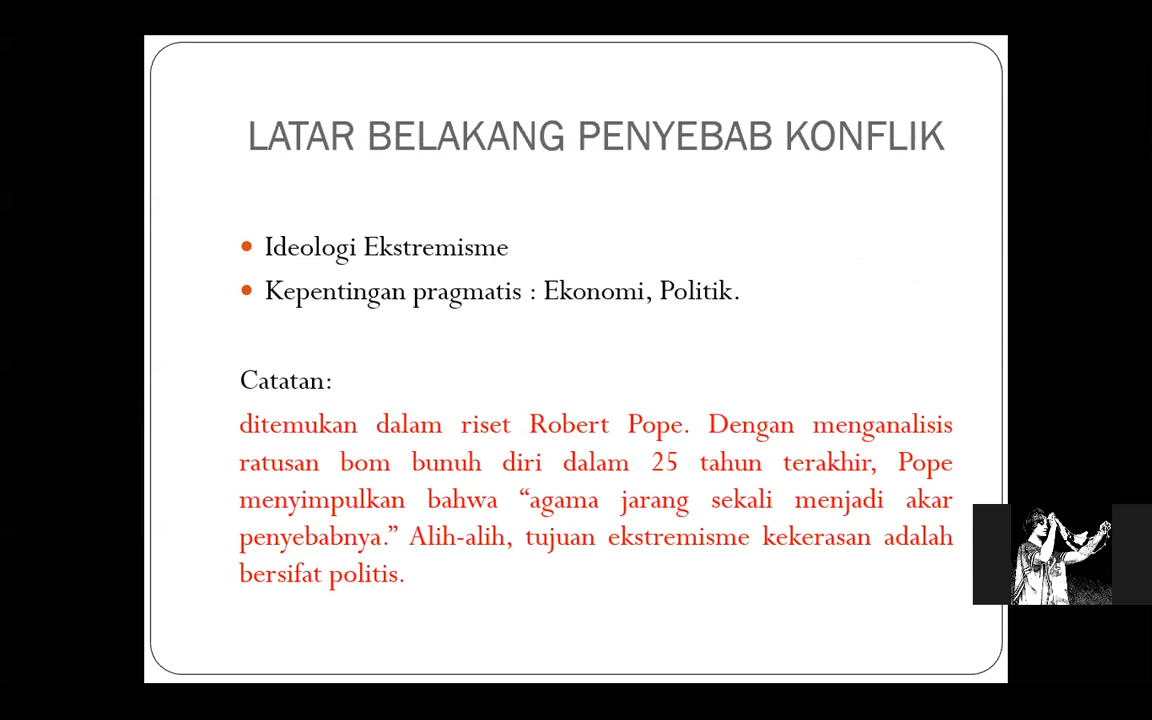 LATAR BELAKANG PENYEBAB KONFLIK
Ideologi Ekstremisme
Kepentingan pragmatis : Ekonomi, Politik.
Catatan:
ditemukan dalam riset Robert Pope. Dengan menganalisis
ratusan bom bunuh diri dalam 25 tahun terakhir, Pope
menyimpulkan bahwa “agama jarang sekali menjadi akar
penyebabnya.” Alih-alih, tujuan ekstremisme kekerasan adalah
bersifat politis.